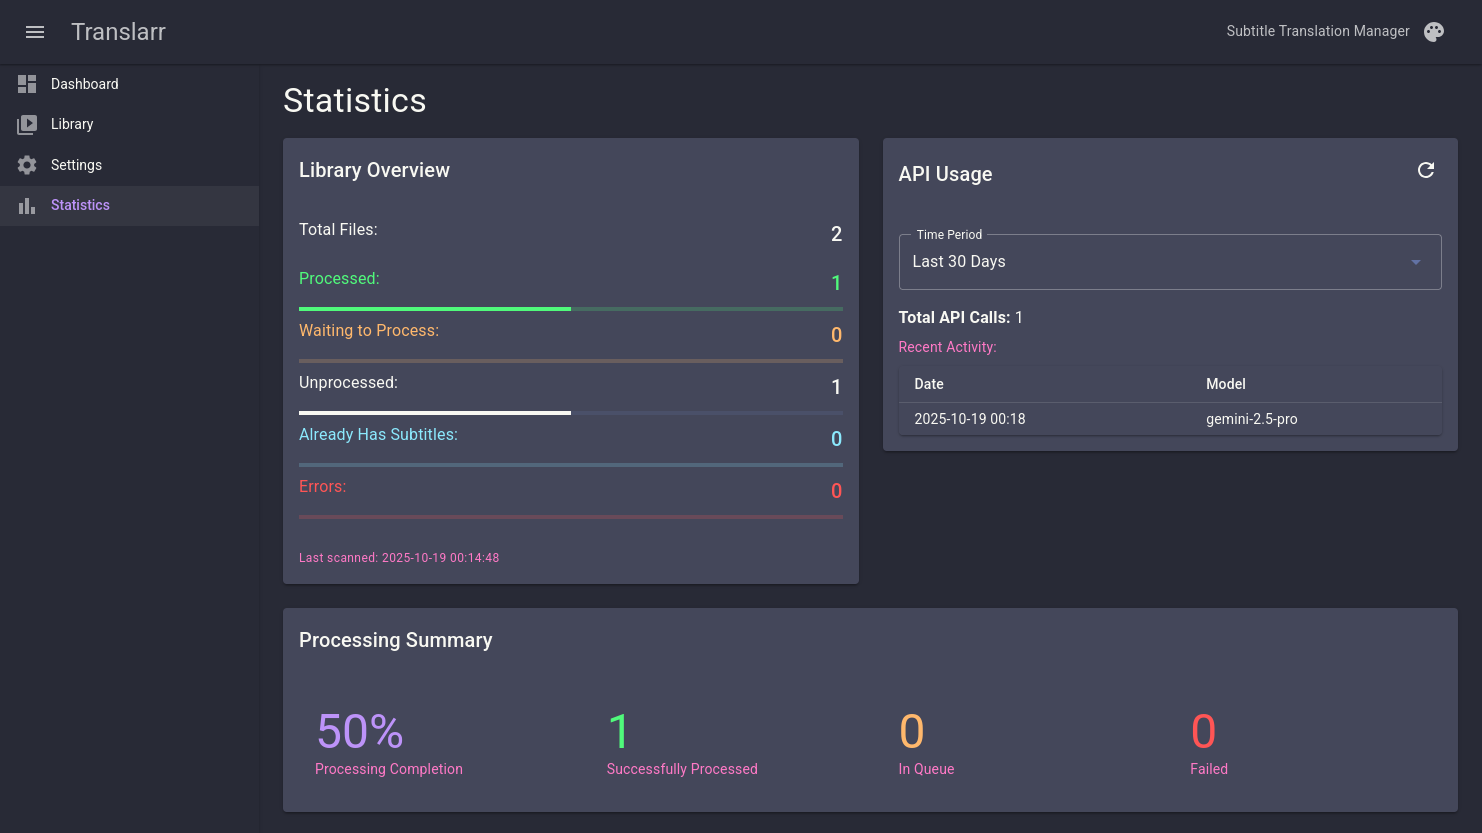 Translarr
Subtitle Translation Manager
Dashboard
Library
Settings
Statistics
Statistics
Library Overview
Total Files: 2
Processed: 1
Waiting to Process: 0
Unprocessed: 1
Already Has Subtitles: 0
Errors: 0
Last scanned: 2025-10-19 00:14:48
API Usage
Time Period
Last 30 Days
Total API Calls: 1
Recent Activity:
Date Model
2025-10-19 00:18 gemini-2.5-pro
Processing Summary
50% 1 0 0
Processing Completion Successfully Processed In Queue Failed